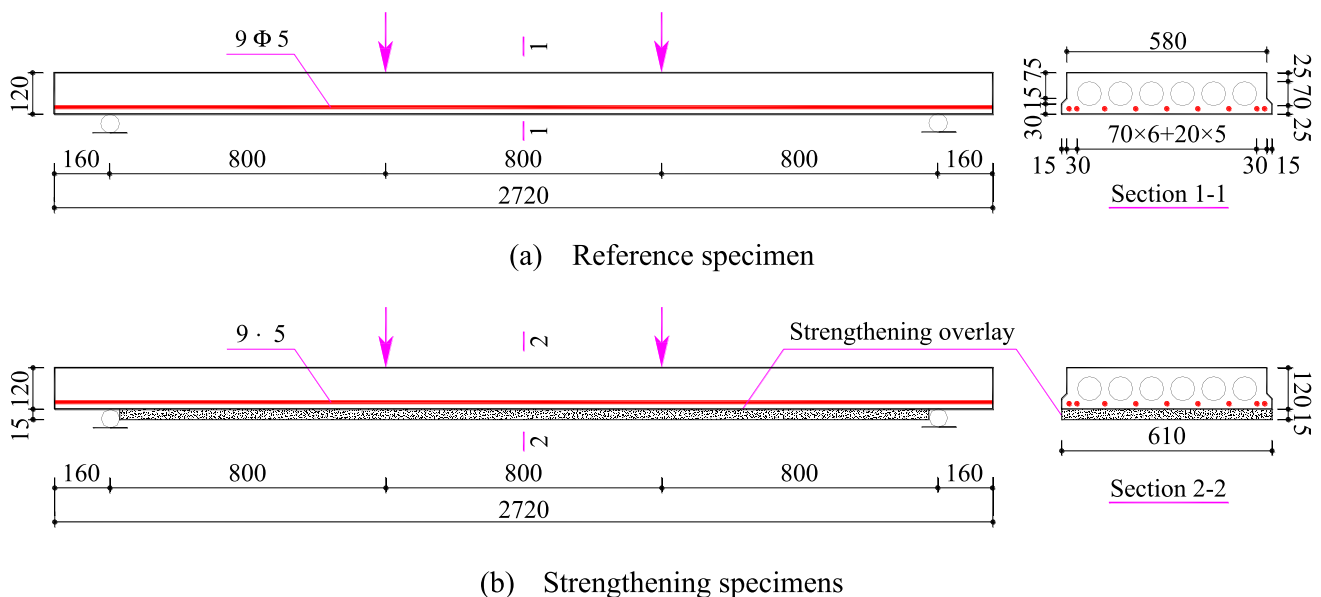 9 Φ 5
1
580
120
75
15
30
25
70
25
1
160 800 800 800 160
70×6+20×5
15 30 30 15
2720
Section 1-1
(a) Reference specimen
9 · 5
2
Strengthening overlay
120
15
120
15
2
610
160 800 800 800 160
Section 2-2
2720
(b) Strengthening specimens